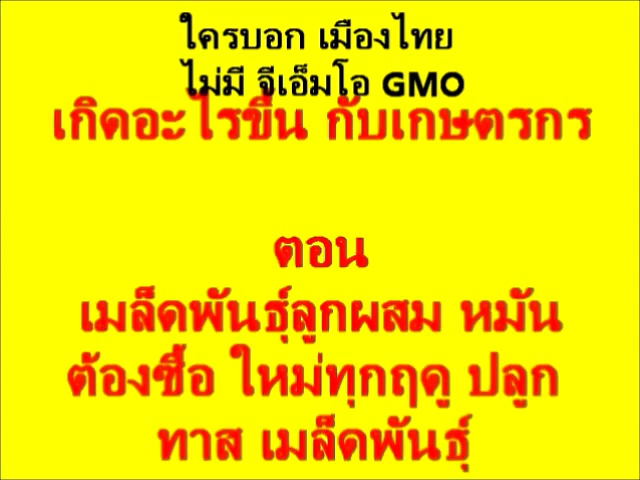 ใครบอก เมืองไทย
ไม่มี จีเอ็มโอ GMO
เกิดอะไรขึ้น กับเกษตรกร
ตอน
เมล็ดพันธุ์ลูกผสม หมัน
ต้องซื้อ ใหม่ทุกฤดู ปลูก
ทาส เมล็ดพันธุ์